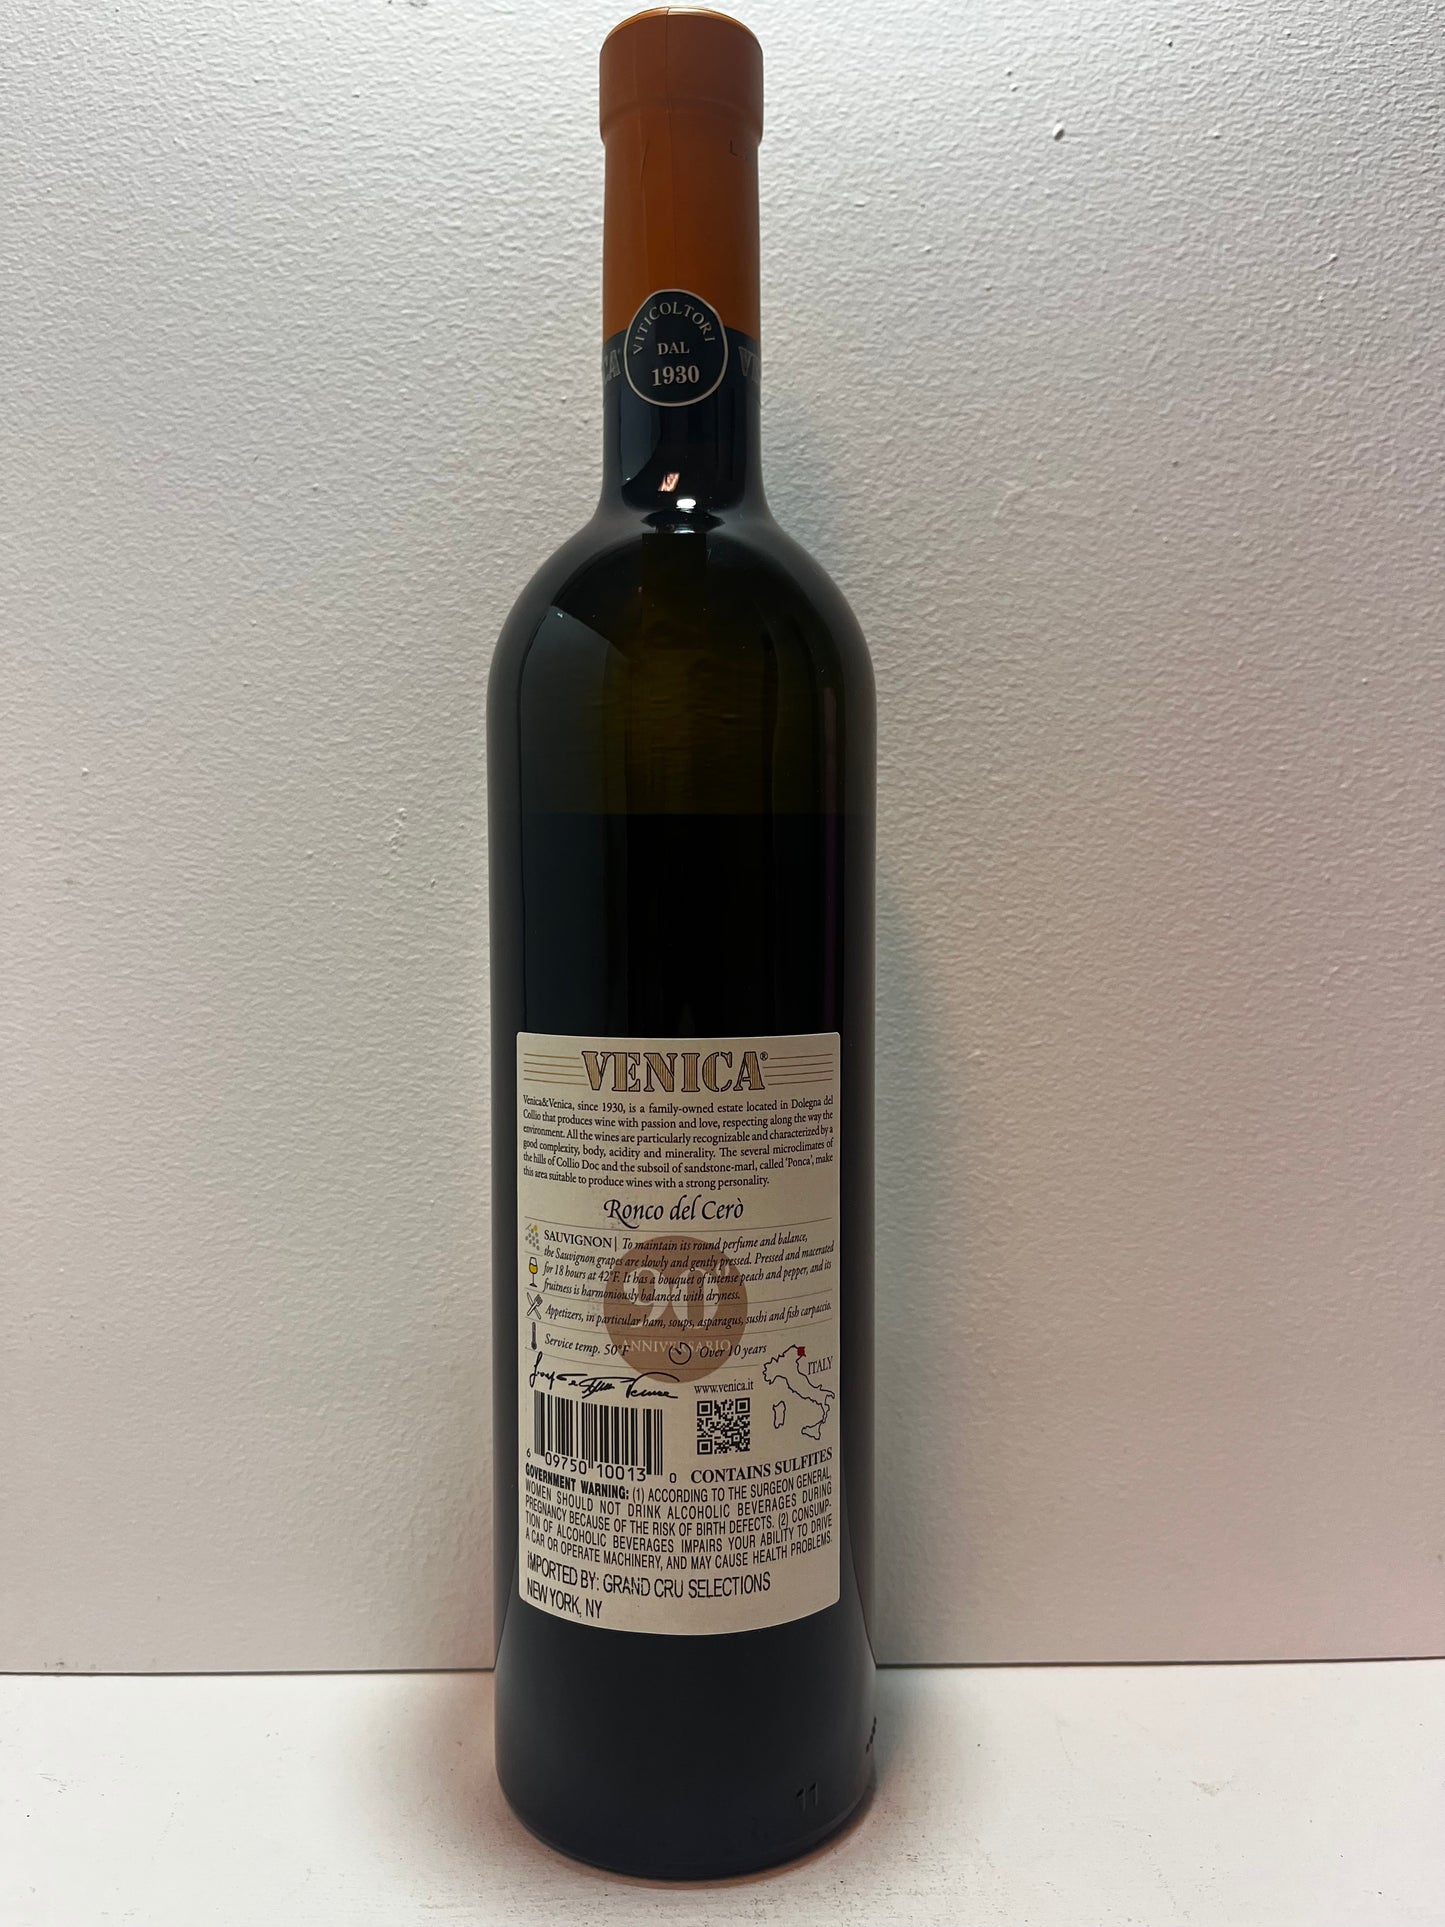 VITICOLTORI
DAL
1930
VENICA®
Venica&Venica, since 1930, is a family-owned estate located in Dolegna del
Collio that produces wine with passion and love, respecting along the way the
environment. All the wines are particularly recognizable and characterized by a
good complexity, body, acidity and minerality. The several microclimates of
the hills of Collio Doc and the subsoil of sandstone-marl, called 'Ponca', make
this area suitable to produce wines with a strong personality.
Ronco del Cerò
SAUVIGNON | To maintain its round perfume and balance,
the Sauvignon grapes are slowly and gently pressed. Pressed and macerated
for 18 hours at 42°F. It has a bouquet of intense peach and pepper, and its
fruitness is harmoniously balanced with dryness.
90°
ANNIVERSARIO
Appetizers, in particular ham, soups, asparagus, sushi and fish carpaccio.
Service temp. 50°F
Over 10 years
ITALY
www.venica.it
6 09750 10013 0
CONTAINS SULFITES
GOVERNMENT WARNING: (1) ACCORDING TO THE SURGEON GENERAL,
WOMEN SHOULD NOT DRINK ALCOHOLIC BEVERAGES DURING
PREGNANCY BECAUSE OF THE RISK OF BIRTH DEFECTS. (2) CONSUMP-
TION OF ALCOHOLIC BEVERAGES IMPAIRS YOUR ABILITY TO DRIVE
A CAR OR OPERATE MACHINERY, AND MAY CAUSE HEALTH PROBLEMS.
IMPORTED BY: GRAND CRU SELECTIONS
NEW YORK, NY
11